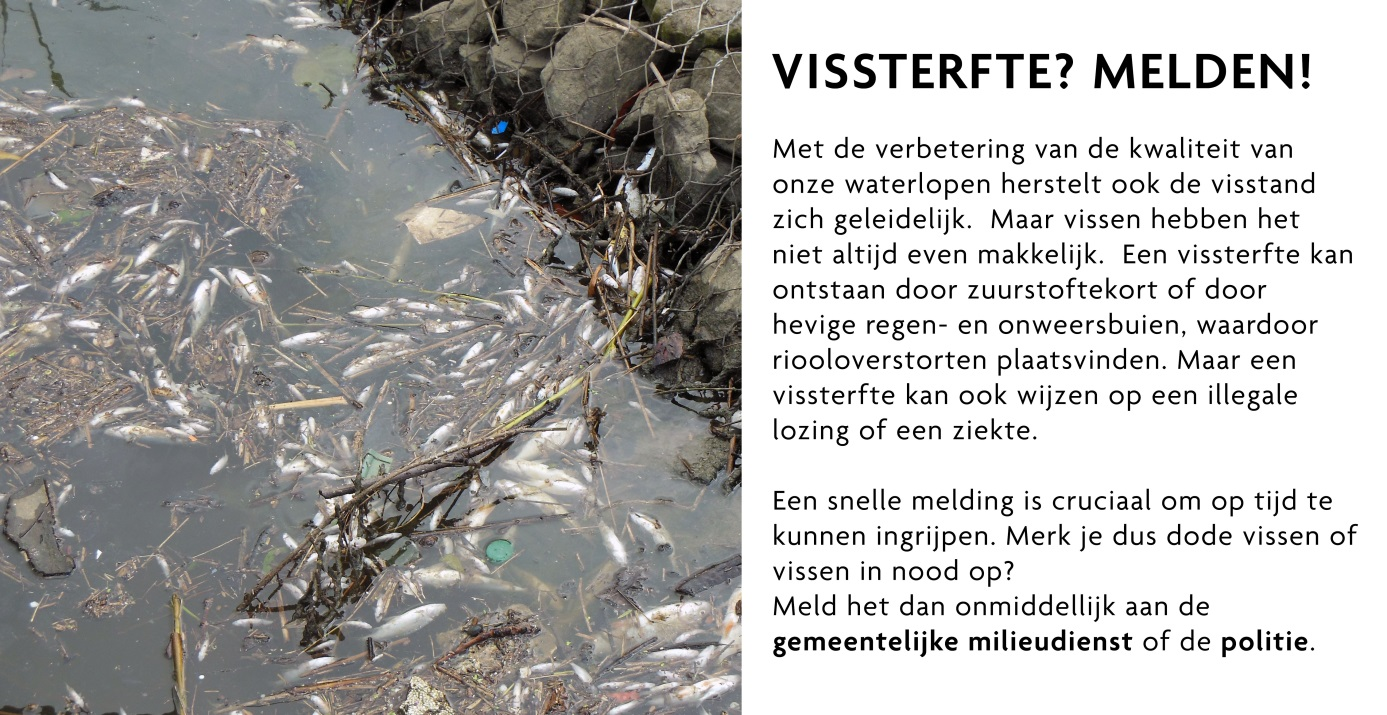 VISSTERFTE? MELDEN!
Met de verbetering van de kwaliteit van
onze waterlopen herstelt ook de visstand
zich geleidelijk.  Maar vissen hebben het
niet altijd even makkelijk.  Een vissterfte kan
ontstaan door zuurstoftekort of door
hevige regen- en onweersbuien, waardoor
riooloverstorten plaatsvinden. Maar een
vissterfte kan ook wijzen op een illegale
lozing of een ziekte.
Een snelle melding is cruciaal om op tijd te
kunnen ingrijpen. Merk je dus dode vissen of
vissen in nood op?
Meld het dan onmiddellijk aan de
gemeentelijke milieudienst of de politie.